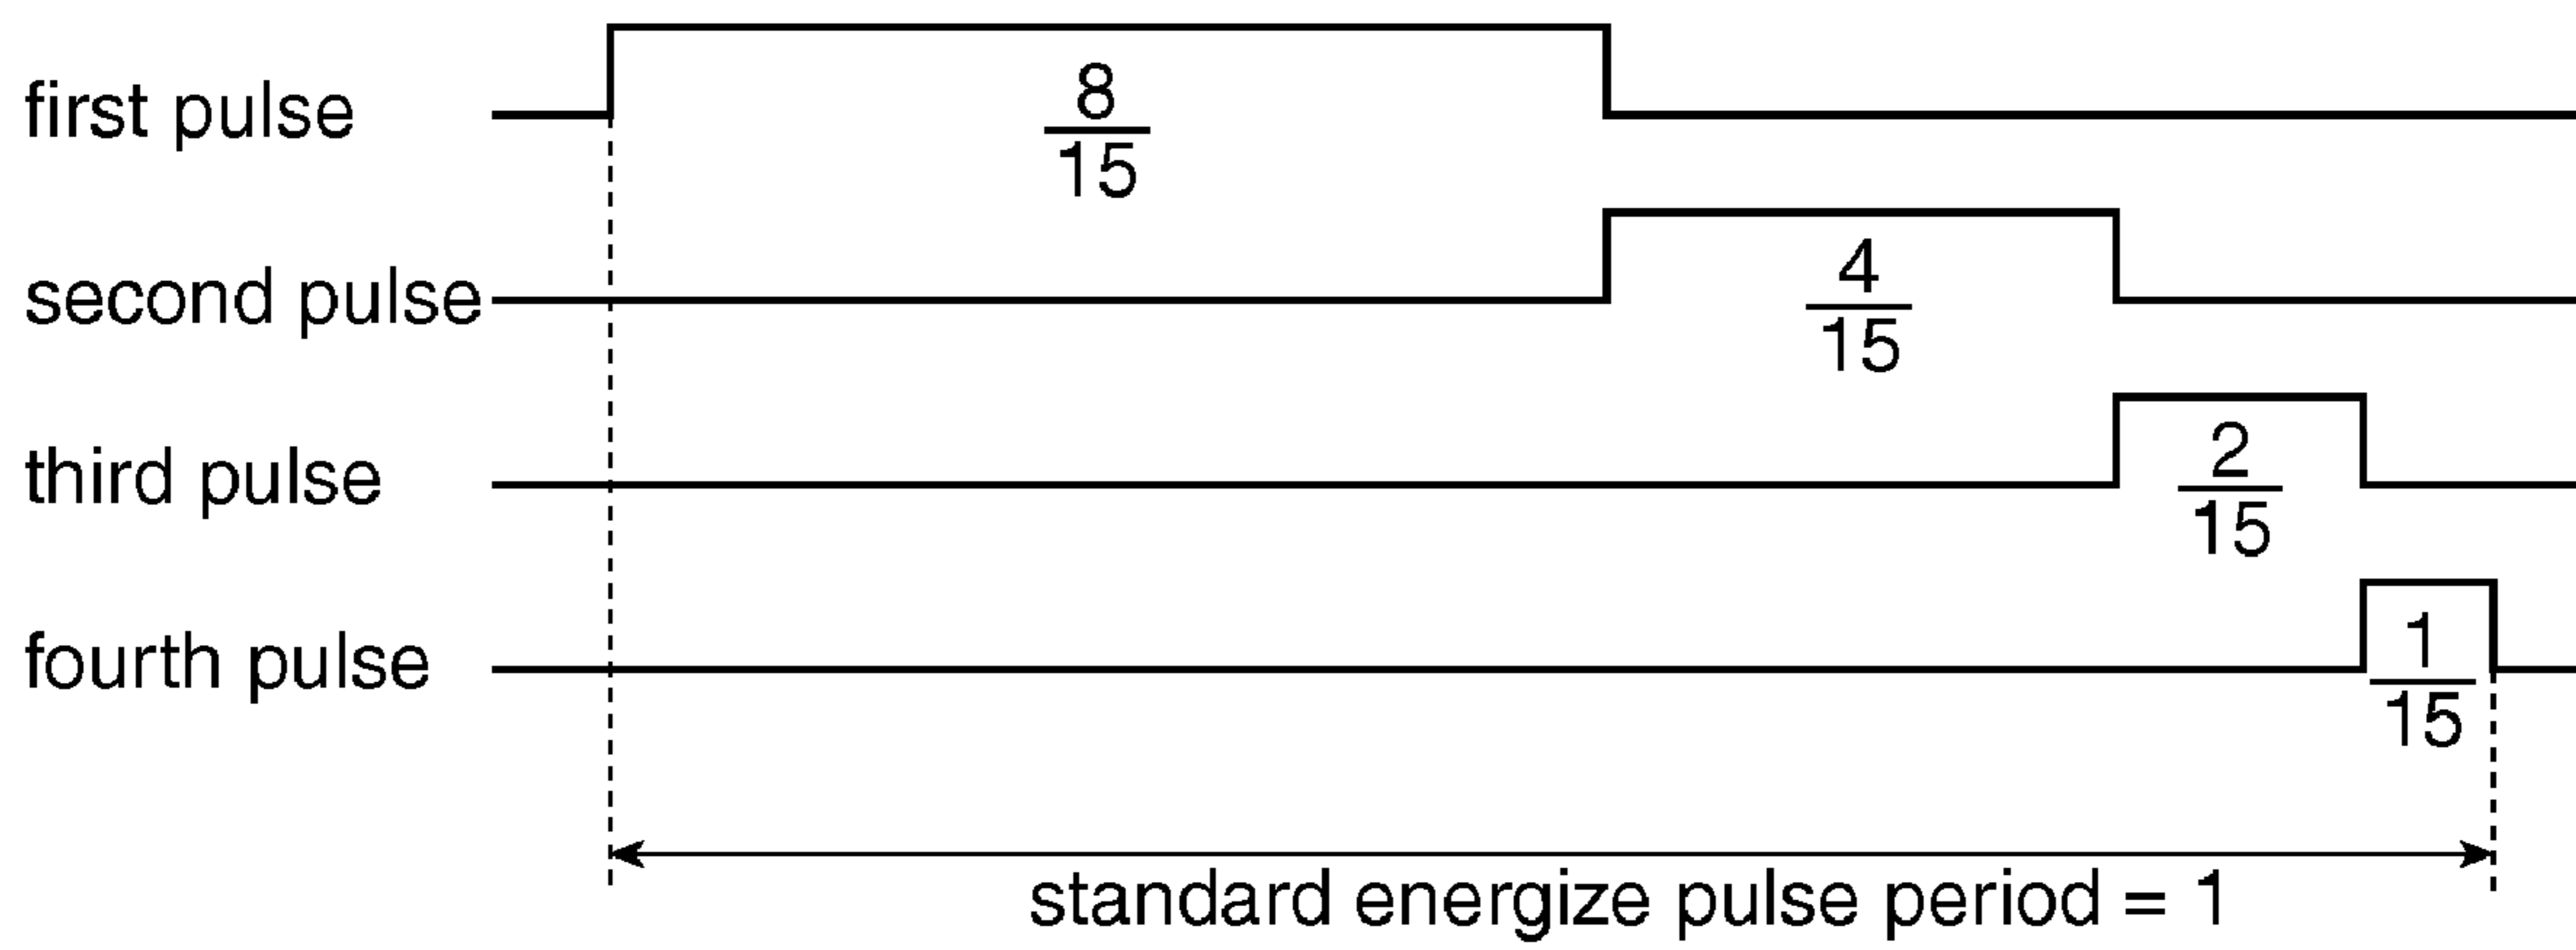 first pulse
8
15
second pulse
4
15
third pulse
2
15
fourth pulse
1
15
standard energize pulse period = 1